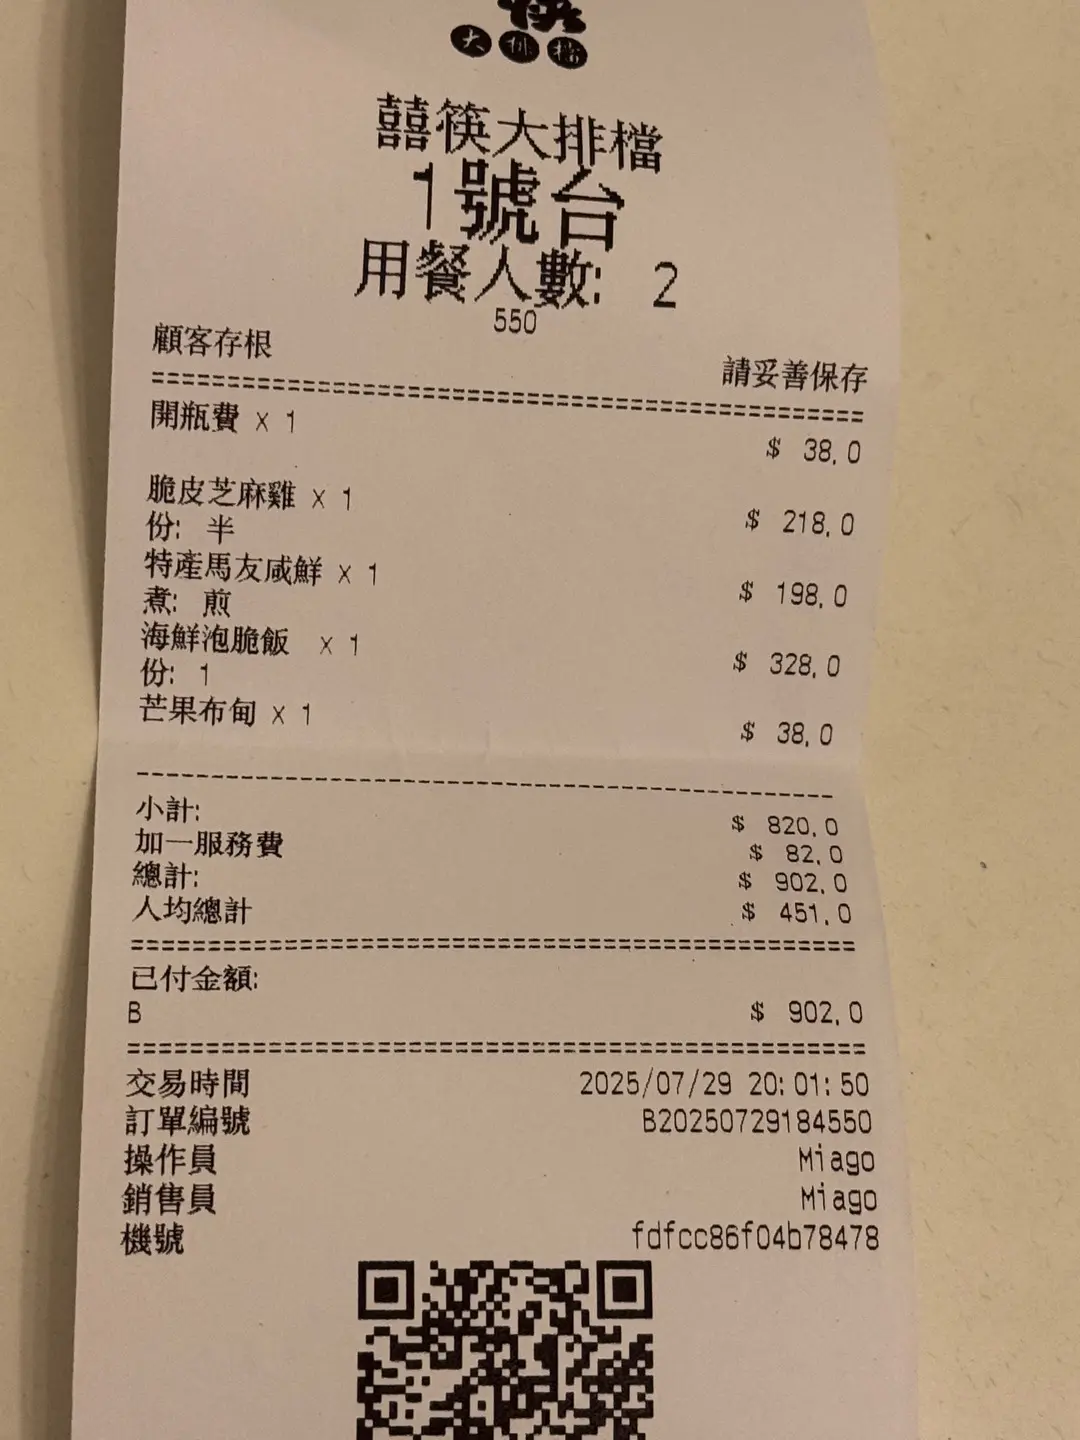 大排檔
囍筷大排檔
1號台
用餐人數: 2
550
顧客存根 請妥善保存
開瓶費 x 1 $ 38.0
脆皮芝麻雞 x 1 $ 218.0
份: 半
特產馬友咸鮮 x 1 $ 198.0
煮: 煎
海鮮泡脆飯 x 1 $ 328.0
份: 1
芒果布甸 x 1 $ 38.0
小計: $ 820.0
加一服務費 $ 82.0
總計: $ 902.0
人均總計 $ 451.0
已付金額:
B $ 902.0
交易時間 2025/07/29 20:01:50
訂單編號 B20250729184550
操作員 Miago
銷售員 Miago
機號 fdfcc86f04b78478